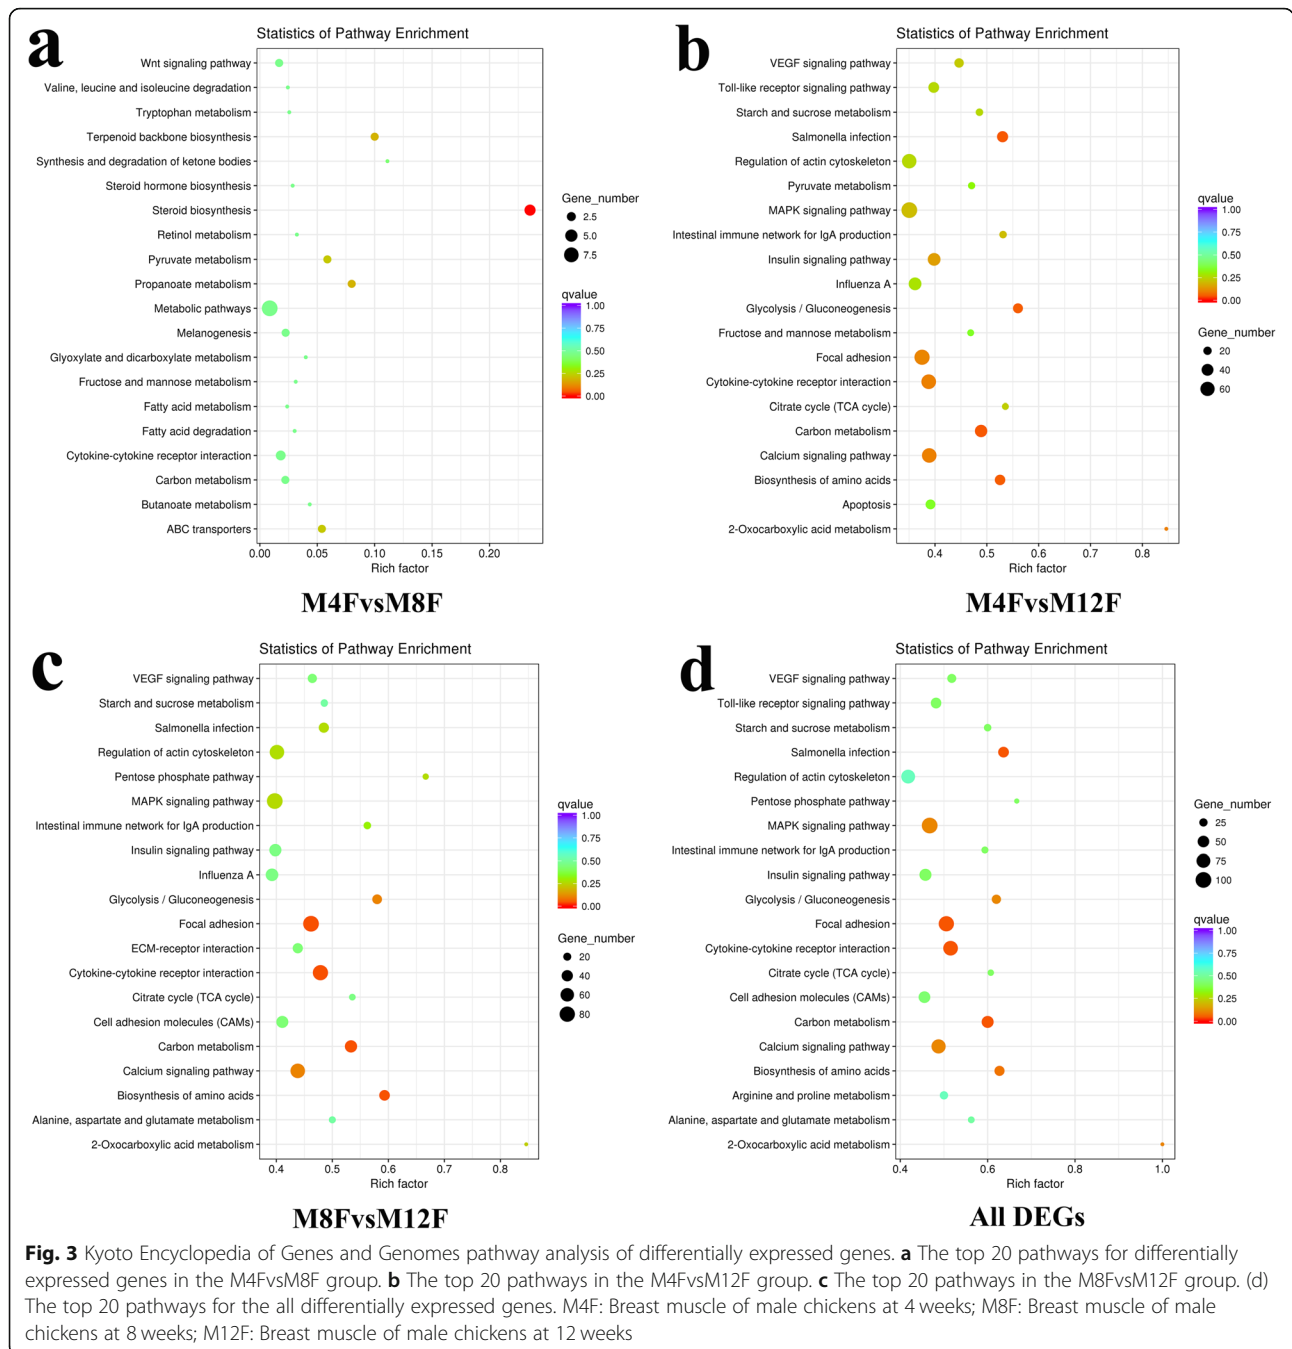 a
Statistics of Pathway Enrichment
Wnt signaling pathway
Valine, leucine and isoleucine degradation
Tryptophan metabolism
Terpenoid backbone biosynthesis
Synthesis and degradation of ketone bodies
Steroid hormone biosynthesis
Steroid biosynthesis
Retinol metabolism
Pyruvate metabolism
Propanoate metabolism
Metabolic pathways
Melanogenesis
Glyoxylate and dicarboxylate metabolism
Fructose and mannose metabolism
Fatty acid metabolism
Fatty acid degradation
Cytokine-cytokine receptor interaction
Carbon metabolism
Butanoate metabolism
ABC transporters
0.00 0.05 0.10 0.15 0.20
Rich factor
Gene_number
2.5
5.0
7.5
qvalue
1.00
0.75
0.50
0.25
0.00
M4FvsM8F
b
Statistics of Pathway Enrichment
VEGF signaling pathway
Toll-like receptor signaling pathway
Starch and sucrose metabolism
Salmonella infection
Regulation of actin cytoskeleton
Pyruvate metabolism
MAPK signaling pathway
Intestinal immune network for IgA production
Insulin signaling pathway
Influenza A
Glycolysis / Gluconeogenesis
Fructose and mannose metabolism
Focal adhesion
Cytokine-cytokine receptor interaction
Citrate cycle (TCA cycle)
Carbon metabolism
Calcium signaling pathway
Biosynthesis of amino acids
Apoptosis
2-Oxocarboxylic acid metabolism
0.4 0.5 0.6 0.7 0.8
Rich factor
qvalue
1.00
0.75
0.50
0.25
0.00
Gene_number
20
40
60
M4FvsM12F
c
Statistics of Pathway Enrichment
VEGF signaling pathway
Starch and sucrose metabolism
Salmonella infection
Regulation of actin cytoskeleton
Pentose phosphate pathway
MAPK signaling pathway
Intestinal immune network for IgA production
Insulin signaling pathway
Influenza A
Glycolysis / Gluconeogenesis
Focal adhesion
ECM-receptor interaction
Cytokine-cytokine receptor interaction
Citrate cycle (TCA cycle)
Cell adhesion molecules (CAMs)
Carbon metabolism
Calcium signaling pathway
Biosynthesis of amino acids
Alanine, aspartate and glutamate metabolism
2-Oxocarboxylic acid metabolism
0.4 0.5 0.6 0.7 0.8
Rich factor
qvalue
1.00
0.75
0.50
0.25
0.00
Gene_number
20
40
60
80
M8FvsM12F
d
Statistics of Pathway Enrichment
VEGF signaling pathway
Toll-like receptor signaling pathway
Starch and sucrose metabolism
Salmonella infection
Regulation of actin cytoskeleton
Pentose phosphate pathway
MAPK signaling pathway
Intestinal immune network for IgA production
Insulin signaling pathway
Glycolysis / Gluconeogenesis
Focal adhesion
Cytokine-cytokine receptor interaction
Citrate cycle (TCA cycle)
Cell adhesion molecules (CAMs)
Carbon metabolism
Calcium signaling pathway
Biosynthesis of amino acids
Arginine and proline metabolism
Alanine, aspartate and glutamate metabolism
2-Oxocarboxylic acid metabolism
0.4 0.6 0.8 1.0
Rich factor
Gene_number
25
50
75
100
qvalue
1.00
0.75
0.50
0.25
0.00
All DEGs
Fig. 3 Kyoto Encyclopedia of Genes and Genomes pathway analysis of differentially expressed genes. a The top 20 pathways for differentially
expressed genes in the M4FvsM8F group. b The top 20 pathways in the M4FvsM12F group. c The top 20 pathways in the M8FvsM12F group. (d)
The top 20 pathways for the all differentially expressed genes. M4F: Breast muscle of male chickens at 4 weeks; M8F: Breast muscle of male
chickens at 8 weeks; M12F: Breast muscle of male chickens at 12 weeks